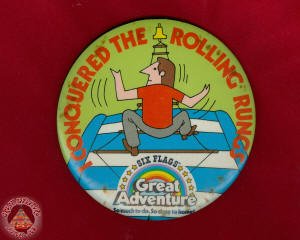 I CONQUERED THE ROLLING RUNGS
SIX FLAGS
Great
Adventure
So much to do. So close to home!